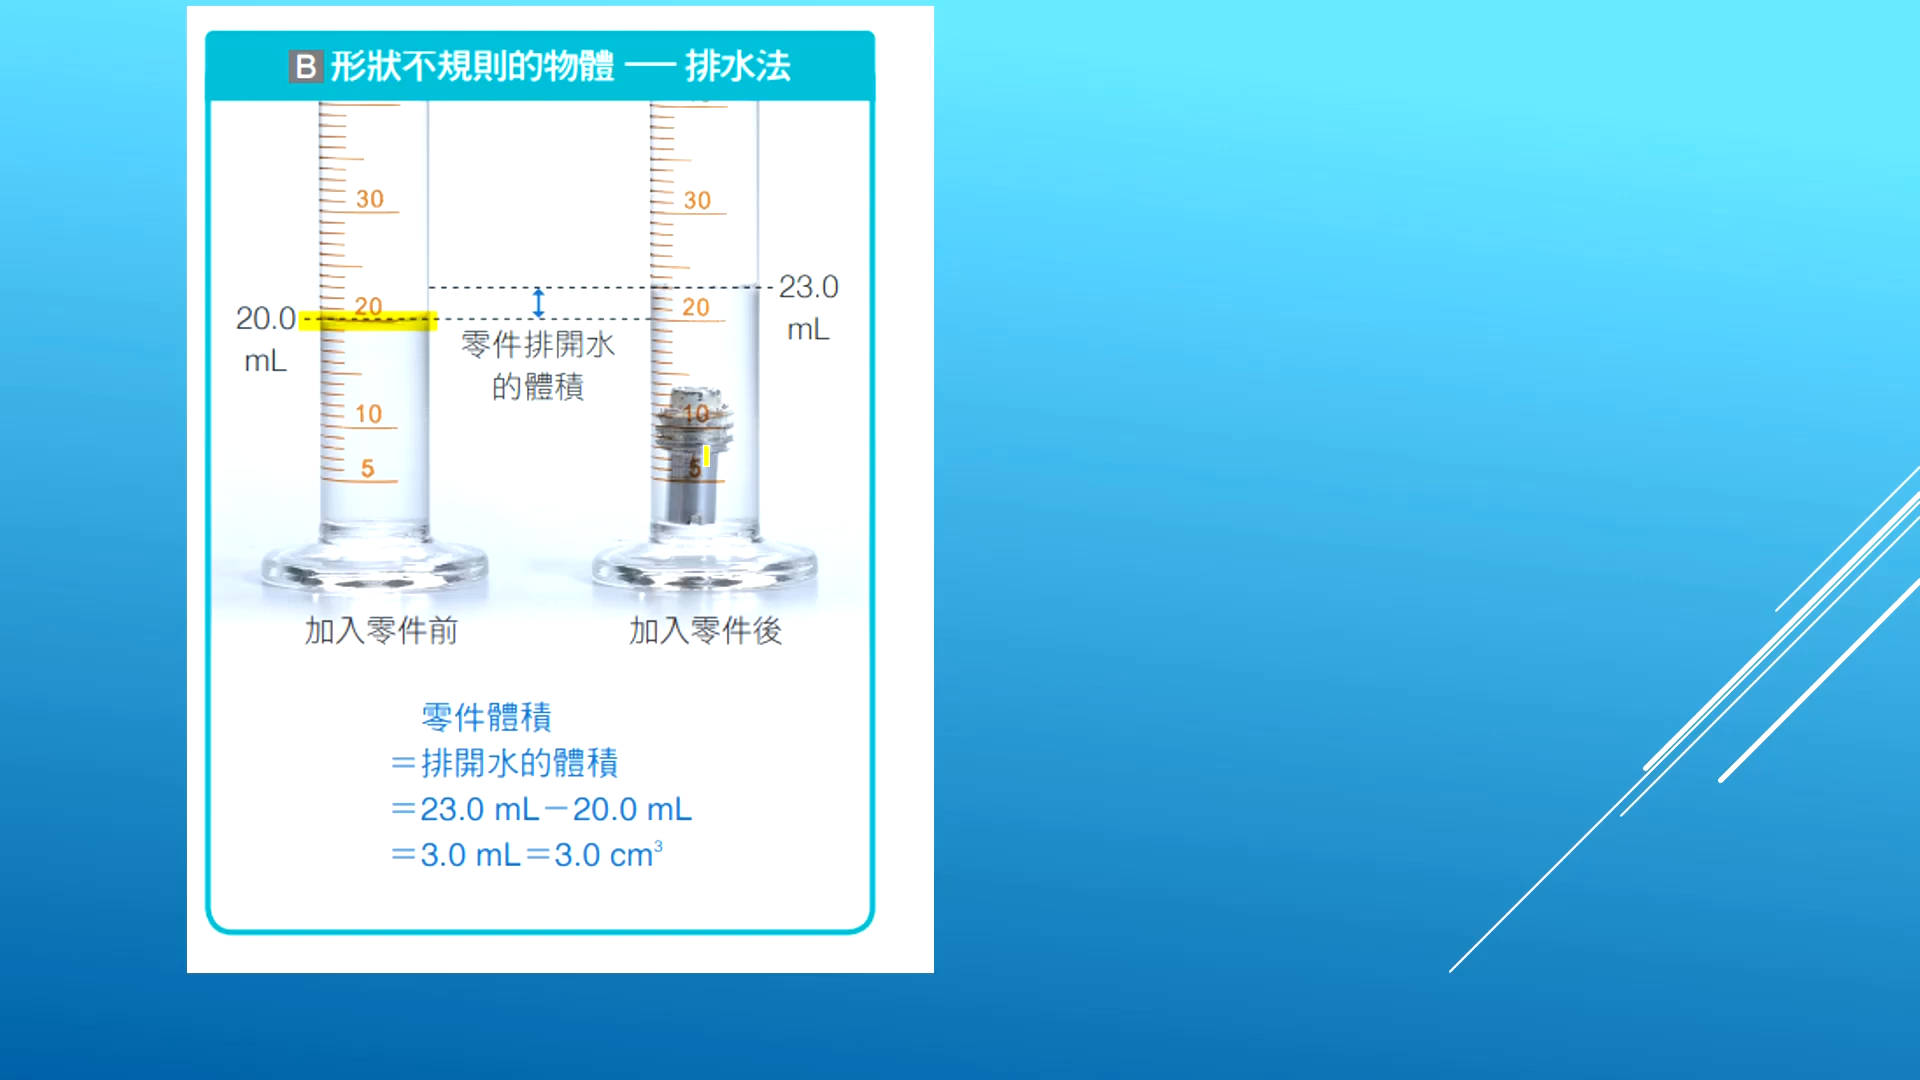 B 形狀不規則的物體 — 排水法
30
30
23.0
mL
20
20
20.0
mL
零件排開水
的體積
10
10
5
5
加入零件前
加入零件後
零件體積
＝排開水的體積
＝23.0 mL－20.0 mL
＝3.0 mL＝3.0 cm³